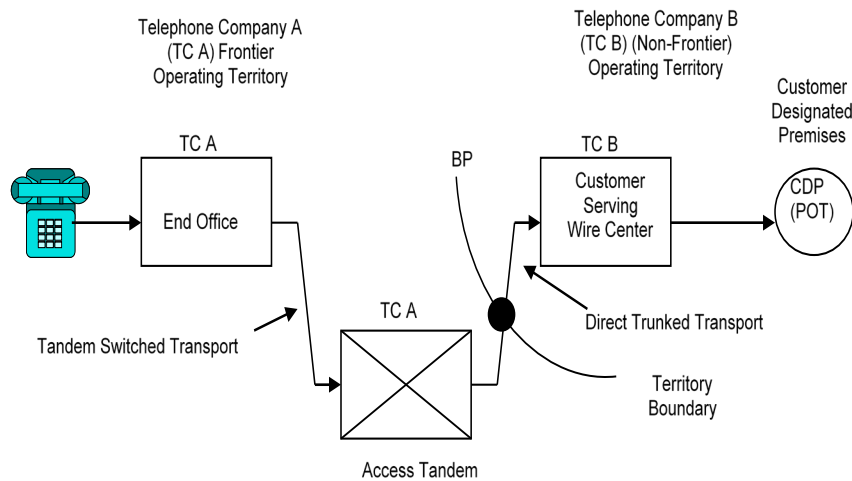 Telephone Company A
(TC A) Frontier
Operating Territory
Telephone Company B
(TC B) (Non-Frontier)
Operating Territory
Customer
Designated
Premises
TC A
End Office
BP
TC B
Customer
Serving
Wire Center
CDP
(POT)
Tandem Switched Transport
TC A
Direct Trunked Transport
Territory
Boundary
Access Tandem